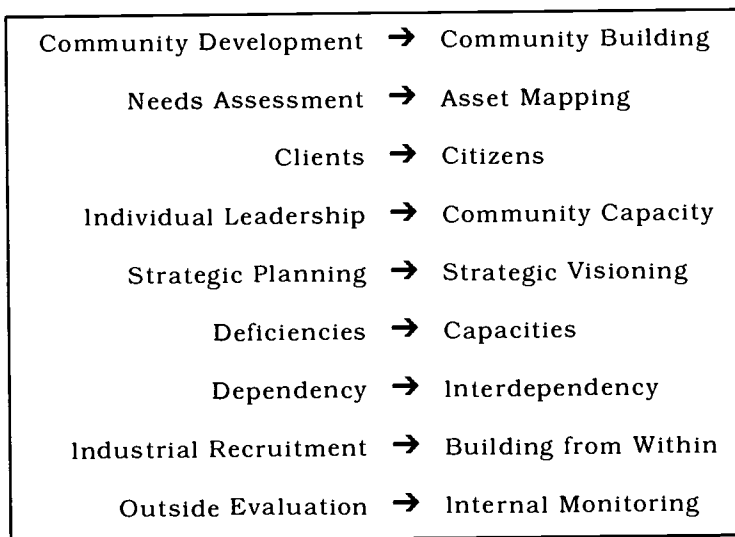 Community Development → Community Building
Needs Assessment → Asset Mapping
Clients → Citizens
Individual Leadership → Community Capacity
Strategic Planning → Strategic Visioning
Deficiencies → Capacities
Dependency → Interdependency
Industrial Recruitment → Building from Within
Outside Evaluation → Internal Monitoring